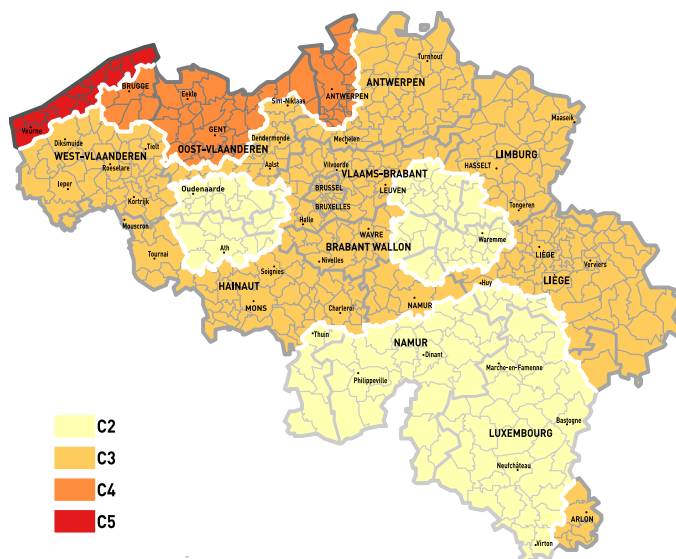 BRUGGE
Eekle
ANTWERPEN
Turnhout
ANTWERPEN
Sint-Niklaas
Maaseik
Veurne
GENT
Diksmuide
Tielt
OOST-VLAANDEREN
Dendermonde
Mechelen
WEST-VLAANDEREN
Roeselare
Aalst
Vilvoorde
VLAAMS-BRABANT
HASSELT
LIMBURG
Ieper
Oudenaarde
BRUSSEL
LEUVEN
Kortrijk
BRUXELLES
Tongeren
Mouscron
Halle
WAVRE
Waremme
BRABANT WALLON
Tournai
Ath
Nivelles
LIÈGE
Verviers
Soignies
LIÈGE
HAINAUT
Huy
MONS
Charleroi
NAMUR
Thuin
NAMUR
Dinant
Philippeville
Marche-en-Famenne
Bastogne
LUXEMBOURG
Neufchâteau
ARLON
Virton
C2
C3
C4
C5